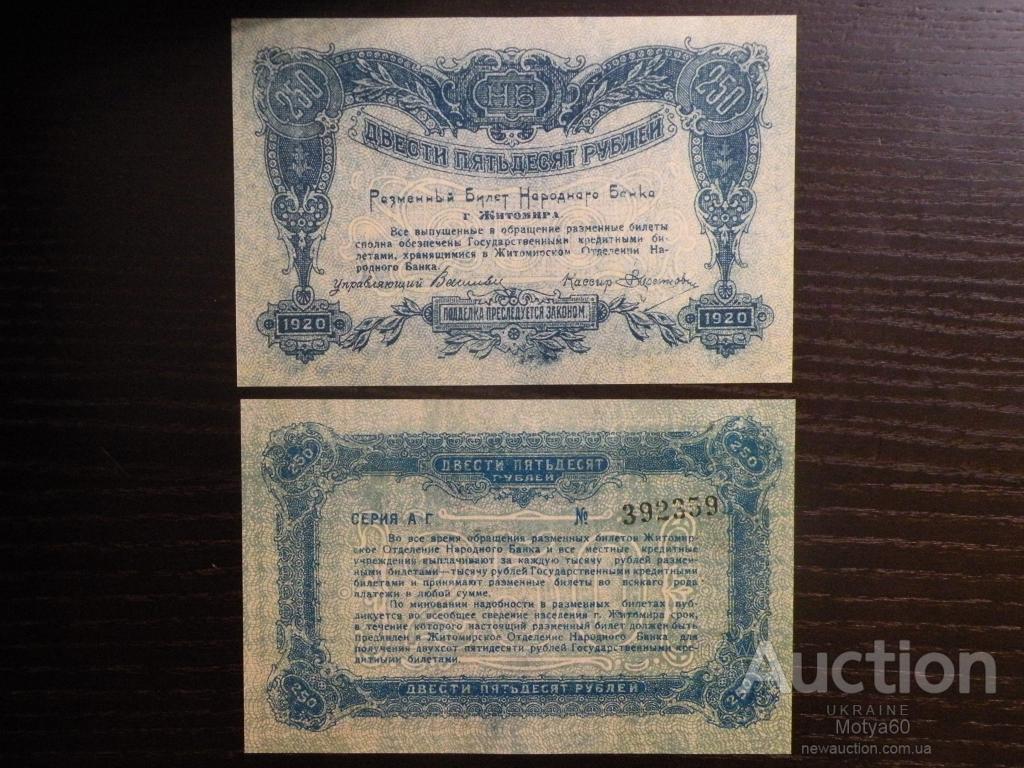 250 НБ 250
ДВЕСТИ ПЯТЬДЕСЯТ РУБЛЕЙ
Разменный Билет Народного Банка
г. Житомира
Все выпущенные в обращение разменные билеты
сполна обезпечены Государственными кредитными би-
летами, хранящимися в Житомирском Отделении На-
родного Банка.
Управляющий Кассир
1920 ПОДДЕЛКА ПРЕСЛЕДУЕТСЯ ЗАКОНОМ. 1920
250 ДВЕСТИ ПЯТЬДЕСЯТ 250
РУБЛЕЙ
СЕРИЯ А Г № 392359
Во все время обращения разменных билетов Житомир-
ское Отделение Народного Банка и все местные кредитные
учреждения выплачивают за каждую тысячу рублей размен-
ными билетами—тысячу рублей Государственными кредитными
билетами и принимают разменные билеты во всякаго рода
платежи в любой сумме.
По миновании надобности в разменных билетах пуб-
ликуется во всеобщее сведение населения г. Житомира срок,
в течение которого настоящий разменный билет должен быть
пред'явлен в Житомирское Отделение Народного Банка для
получения двухсот пятидесяти рублей Государственными кре-
дитными билетами.
250 ДВЕСТИ ПЯТЬДЕСЯТ РУБЛЕЙ 250
Auction
UKRAINE
Motya60
newauction.com.ua